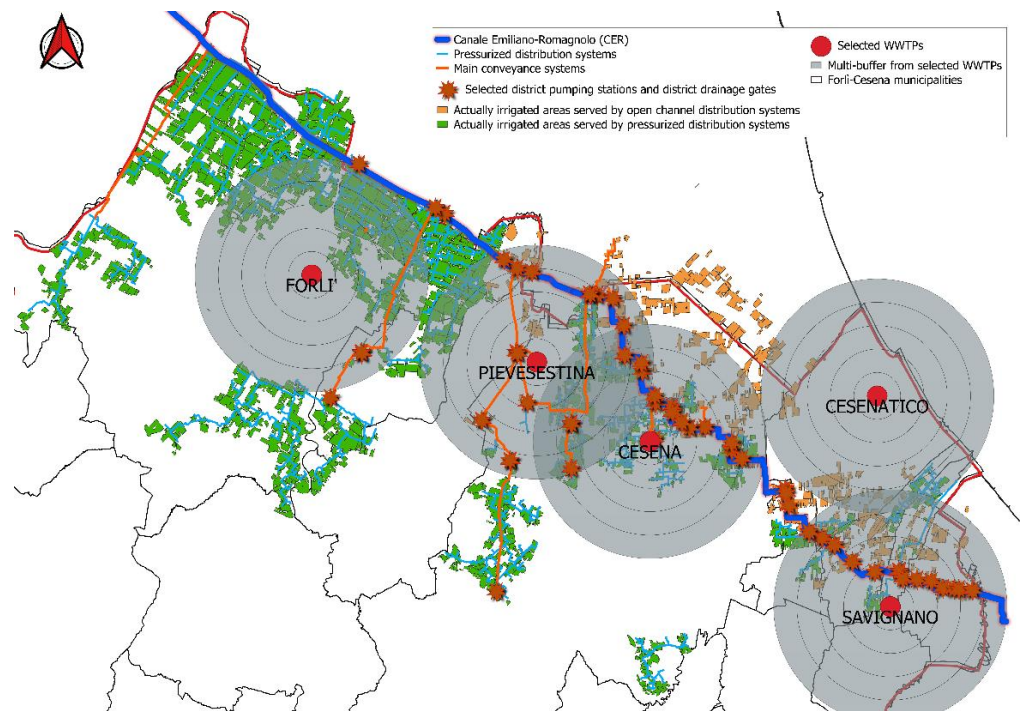 Canale Emiliano-Romagnolo (CER)
Pressurized distribution systems
Main conveyance systems
Selected district pumping stations and district drainage gates
Actually irrigated areas served by open channel distribution systems
Actually irrigated areas served by pressurized distribution systems
Selected WWTPs
Multi-buffer from selected WWTPs
Forlì-Cesena municipalities
FORLI'
PIEVESESTINA
CESENATICO
CESENA
SAVIGNANO